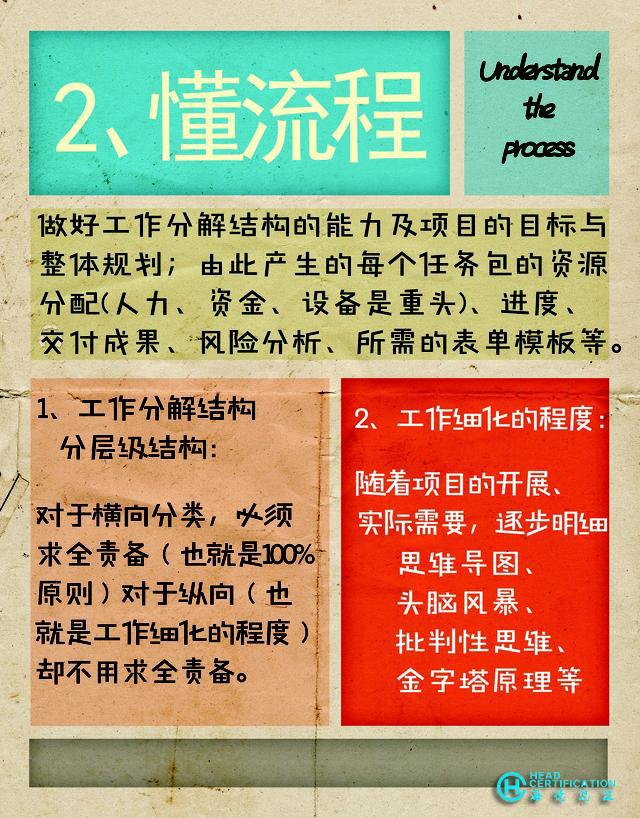 2、懂流程
Understand
the
process
做好工作分解结构的能力及项目的目标与
整体规划；由此产生的每个任务包的资源
分配(人力、资金、设备是重头)、进度、
交付成果、风险分析、所需的表单模板等。
1、工作分解结构
分层级结构：
对于横向分类，必须
求全责备（也就是100%
原则）对于纵向（也
就是工作细化的程度）
却不用求全责备。
2、工作细化的程度：
随着项目的开展、
实际需要，逐步明细
思维导图、
头脑风暴、
批判性思维、
金字塔原理等
HEAD
CERTIFICATION